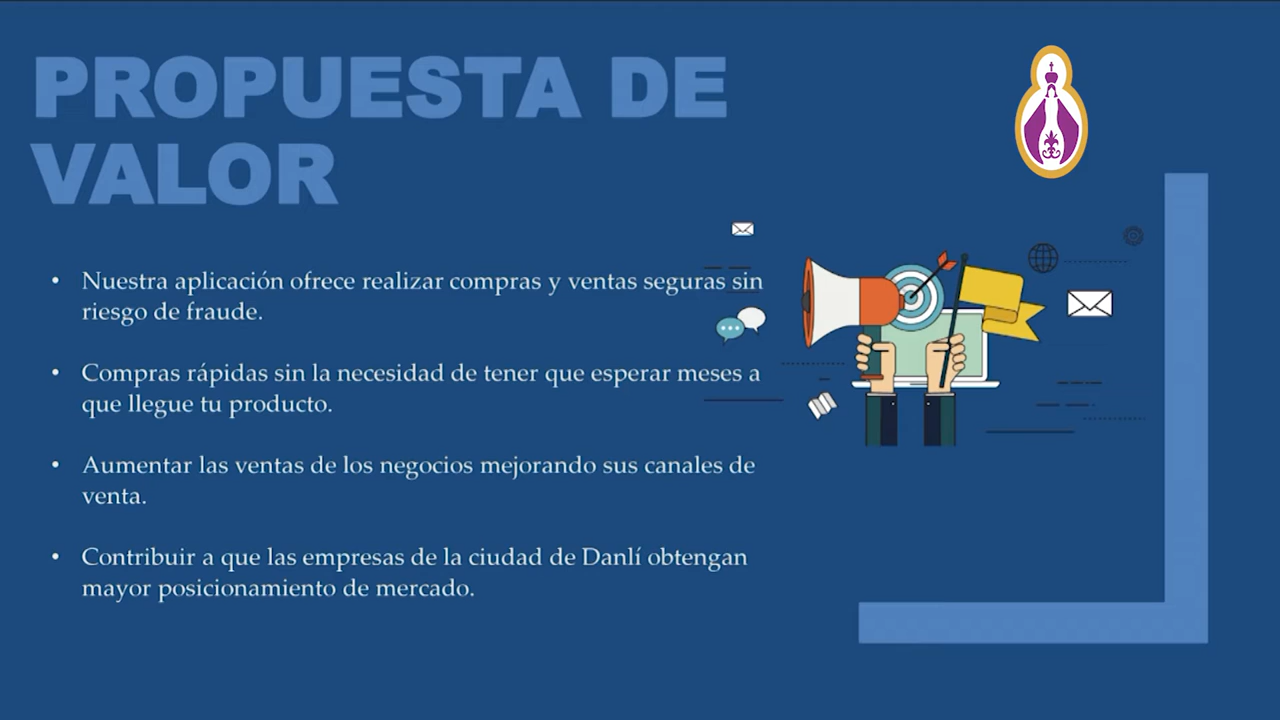 PROPUESTA DE
VALOR
• Nuestra aplicación ofrece realizar compras y ventas seguras sin
riesgo de fraude.
• Compras rápidas sin la necesidad de tener que esperar meses a
que llegue tu producto.
• Aumentar las ventas de los negocios mejorando sus canales de
venta.
• Contribuir a que las empresas de la ciudad de Danlí obtengan
mayor posicionamiento de mercado.